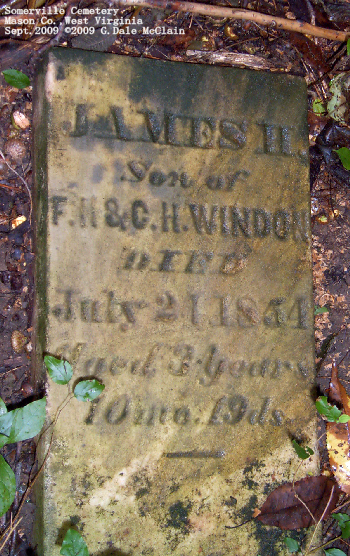 Somerville Cemetery
Mason Co., West Virginia
Sept. 2009 ©2009 G.Dale McClain
JAMES H.
Son of
F.H & C.H. WINDON
DIED
July 21, 1854
Aged 3 years
10 mo. 19 ds.